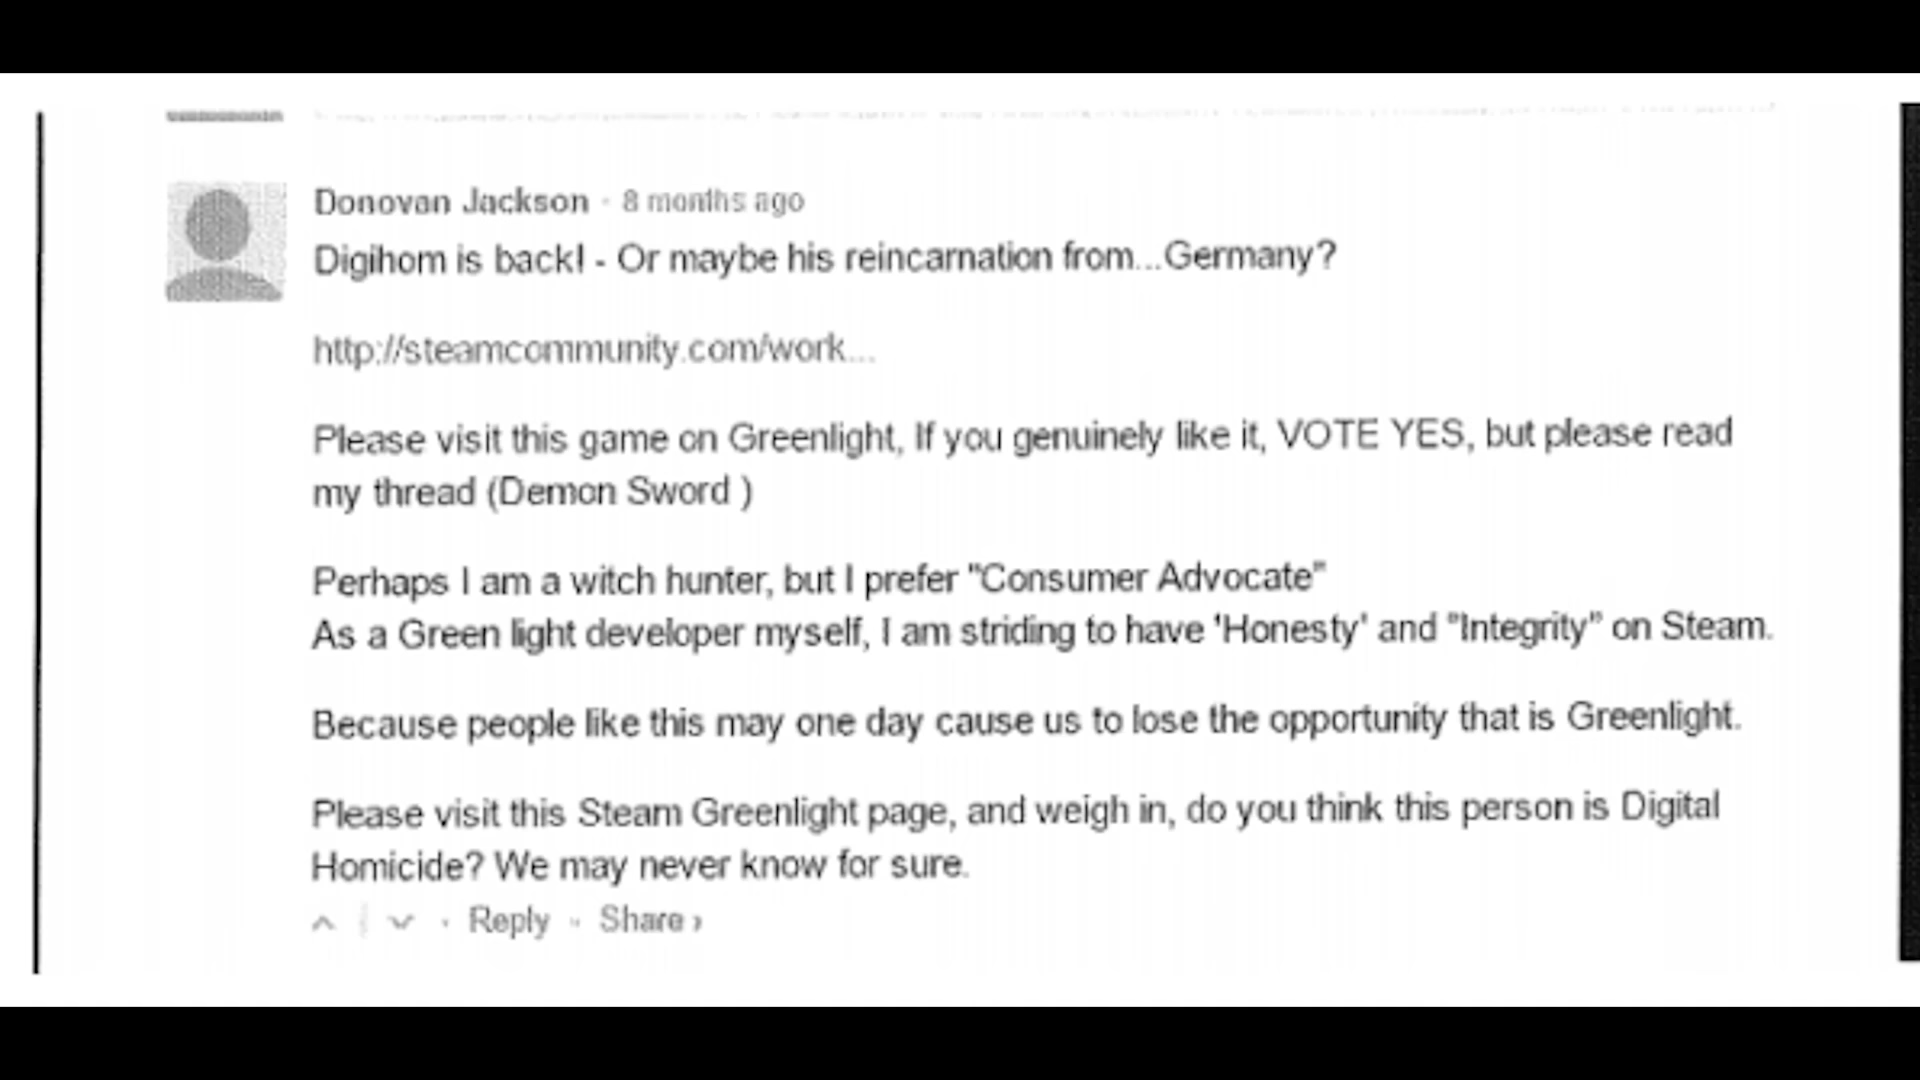 Donovan Jackson · 8 months ago
Digihom is back! - Or maybe his reincarnation from...Germany?
http://steamcommunity.com/work...
Please visit this game on Greenlight, If you genuinely like it, VOTE YES, but please read
my thread (Demon Sword )
Perhaps I am a witch hunter, but I prefer "Consumer Advocate"
As a Green light developer myself, I am striding to have 'Honesty' and "Integrity" on Steam.
Because people like this may one day cause us to lose the opportunity that is Greenlight.
Please visit this Steam Greenlight page, and weigh in, do you think this person is Digital
Homicide? We may never know for sure.
Reply · Share ›